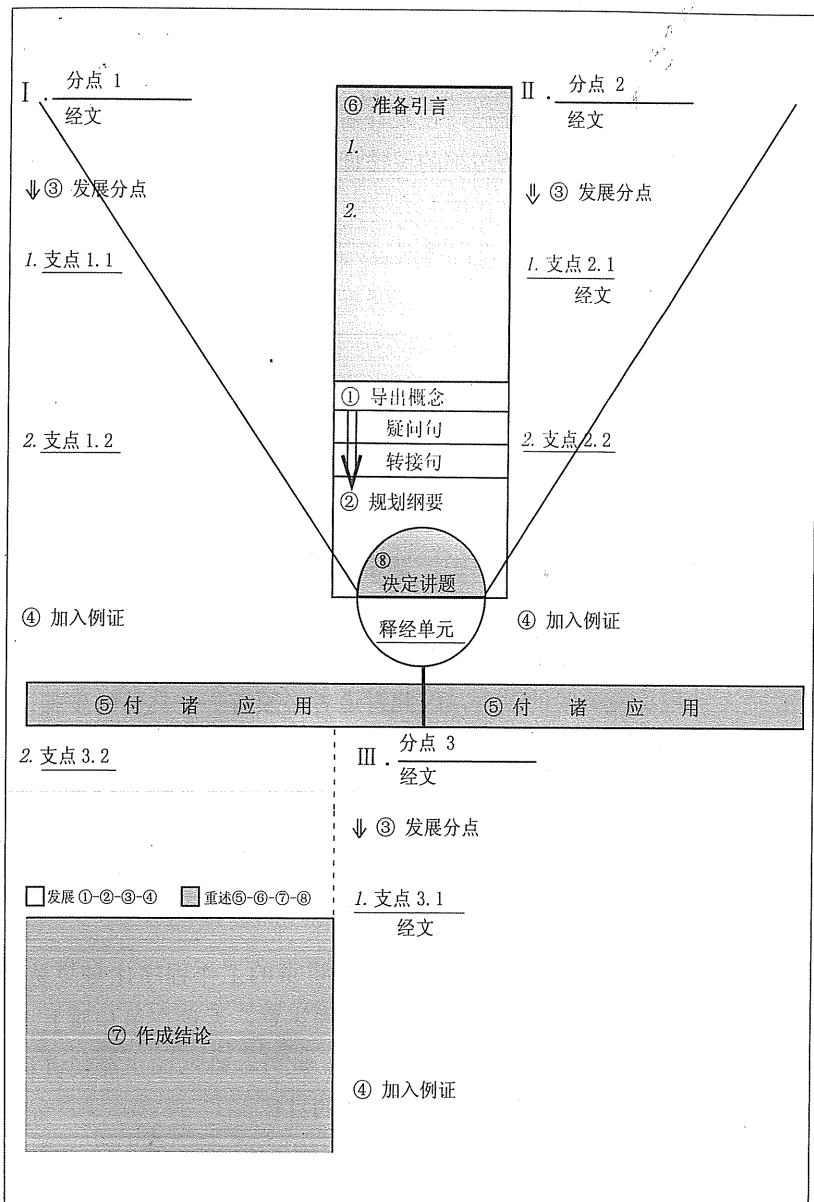 I. 分点 1
经文
⇓ ③ 发展分点
1. 支点 1.1
2. 支点 1.2
④ 加入例证
⑥ 准备引言
1.
2.
① 导出概念
疑问句
转接句
② 规划纲要
⑧
决定讲题
释经单元
II. 分点 2
经文
⇓ ③ 发展分点
1. 支点 2.1
经文
2. 支点 2.2
④ 加入例证
⑤付诸应用
⑤付诸应用
2. 支点 3.2
III. 分点 3
经文
⇓ ③ 发展分点
1. 支点 3.1
经文
④ 加入例证
发展①-②-③-④ 重述⑤-⑥-⑦-⑧
⑦ 作成结论